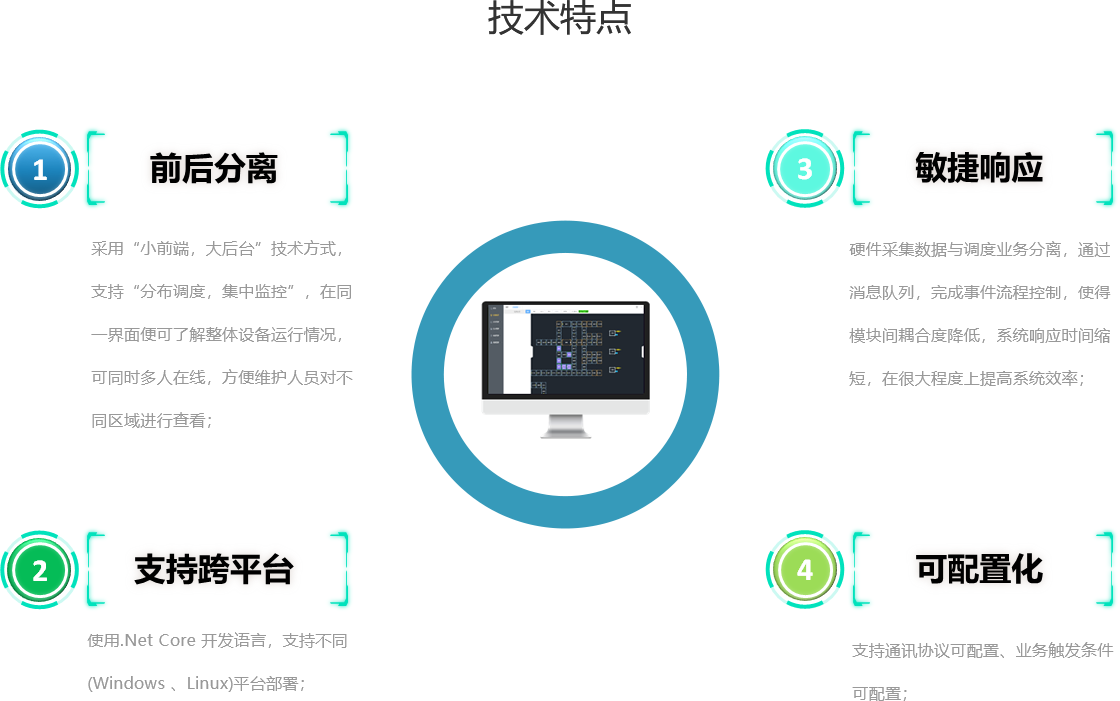 技术特点
1
前后分离
采用“小前端，大后台”技术方式，
支持“分布调度，集中监控”，在同
一界面便可了解整体设备运行情况，
可同时多人在线，方便维护人员对不
同区域进行查看；
2
支持跨平台
使用.Net Core 开发语言，支持不同
(Windows 、Linux)平台部署；
3
敏捷响应
硬件采集数据与调度业务分离，通过
消息队列，完成事件流程控制，使得
模块间耦合度降低，系统响应时间缩
短，在很大程度上提高系统效率；
4
可配置化
支持通讯协议可配置、业务触发条件
可配置；